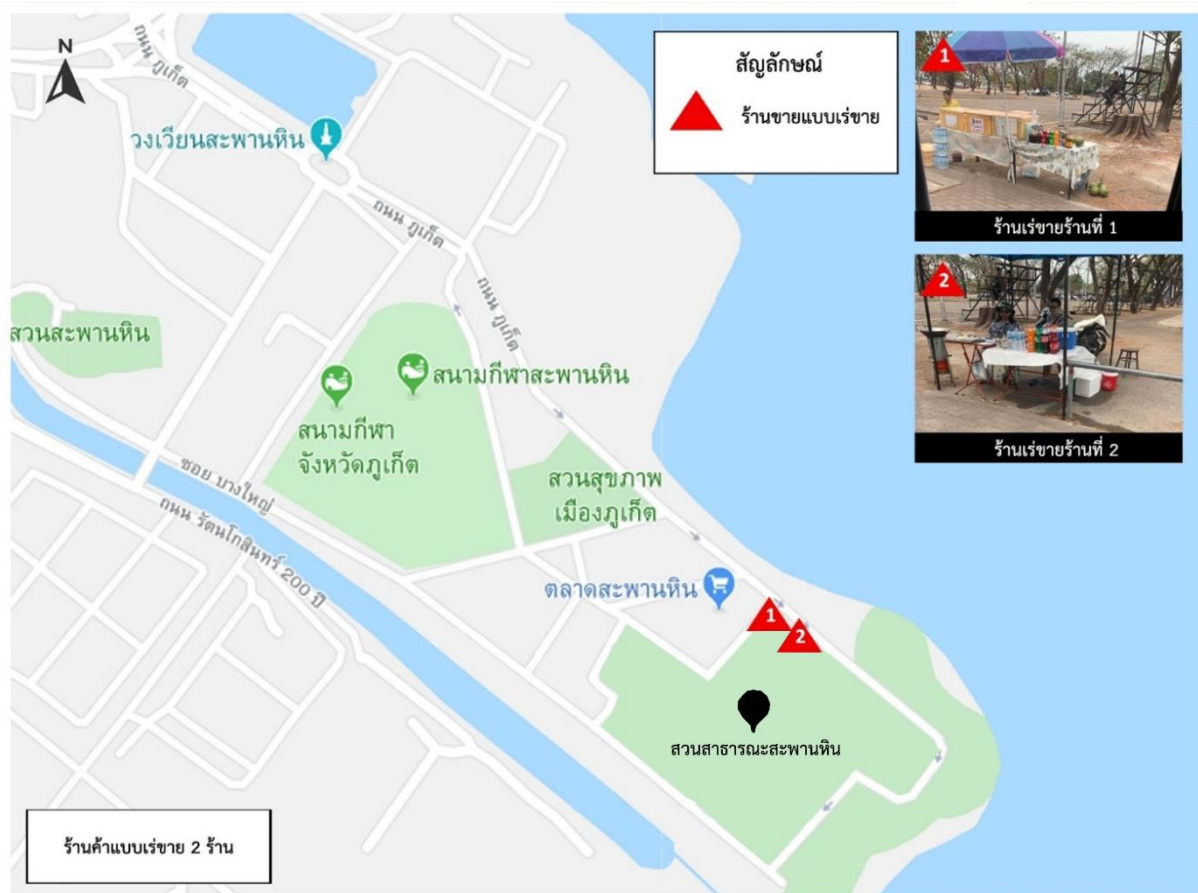 N
ถนน ภูเก็ต
วงเวียนสะพานหิน
ถนน ภูเก็ต
ถนน ภูเก็ต
สวนสะพานหิน
สนามกีฬาสะพานหิน
สนามกีฬา
จังหวัดภูเก็ต
ซอย บางใหญ่
ถนน รัตนโกสินทร์ 200 ปี
สวนสุขภาพ
เมืองภูเก็ต
ตลาดสะพานหิน
1
2
สวนสาธารณะสะพานหิน
สัญลักษณ์
ร้านขายแบบเร่ขาย
1
ร้านเร่ขายร้านที่ 1
2
ร้านเร่ขายร้านที่ 2
ร้านค้าแบบเร่ขาย 2 ร้าน